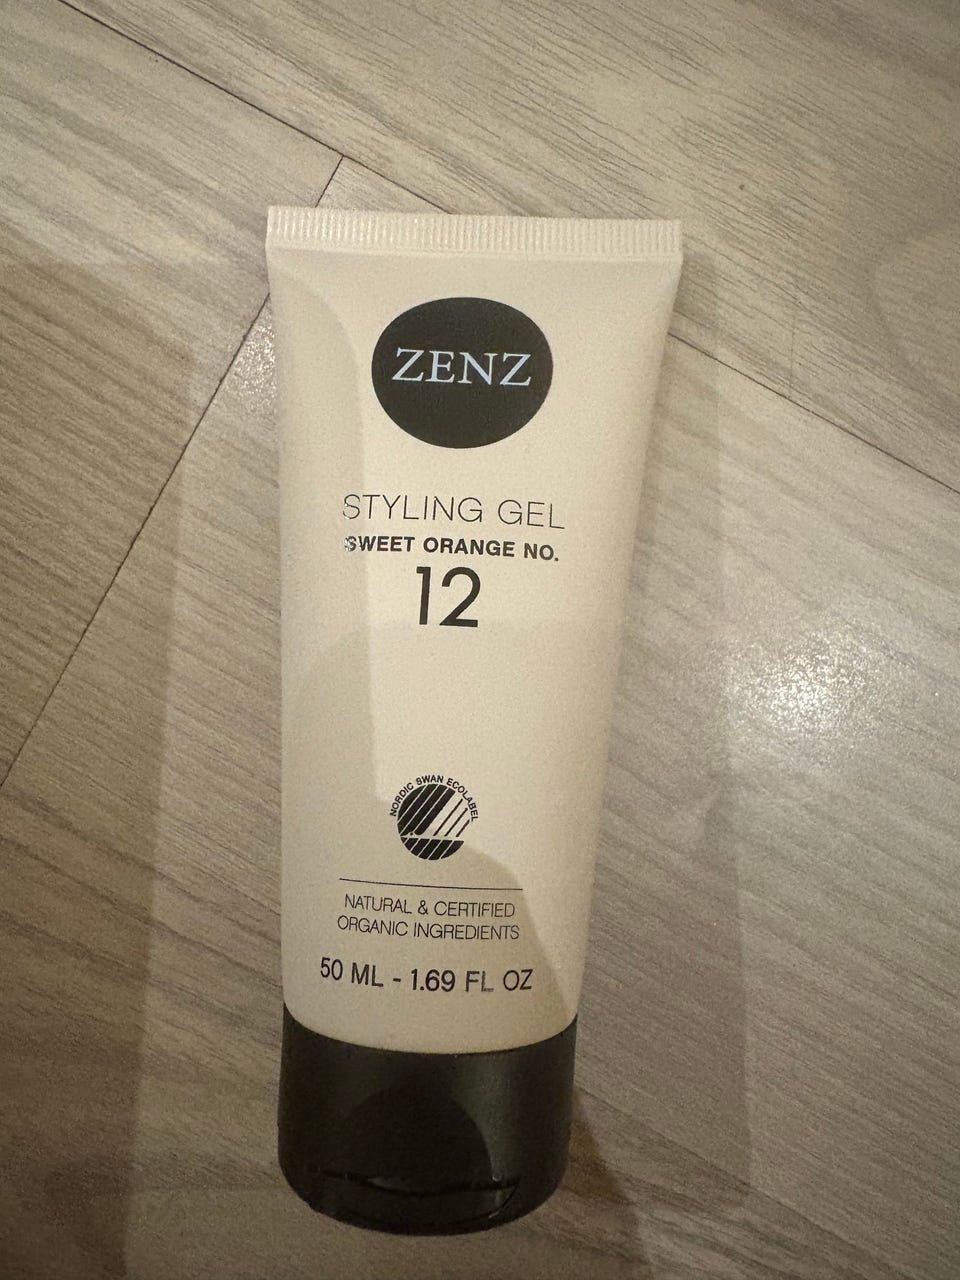 ZENZ
STYLING GEL
SWEET ORANGE NO.
12
NORDIC SWAN ECOLABEL
NATURAL & CERTIFIED
ORGANIC INGREDIENTS
50 ML - 1.69 FL OZ